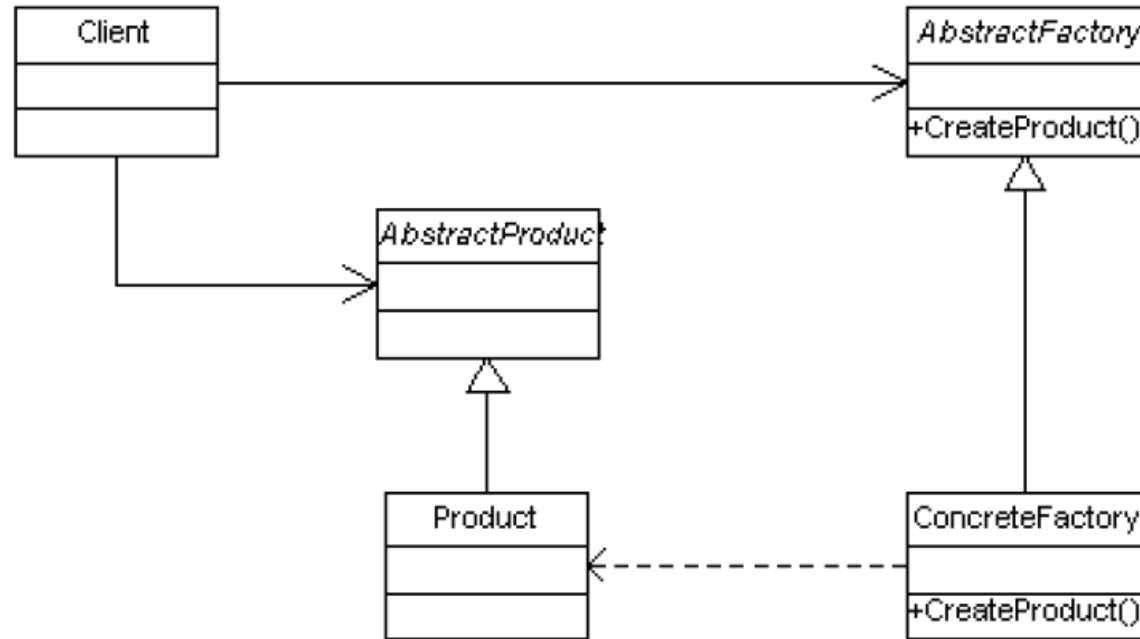 Client
AbstractFactory
+CreateProduct()
AbstractProduct
Product
ConcreteFactory
+CreateProduct()